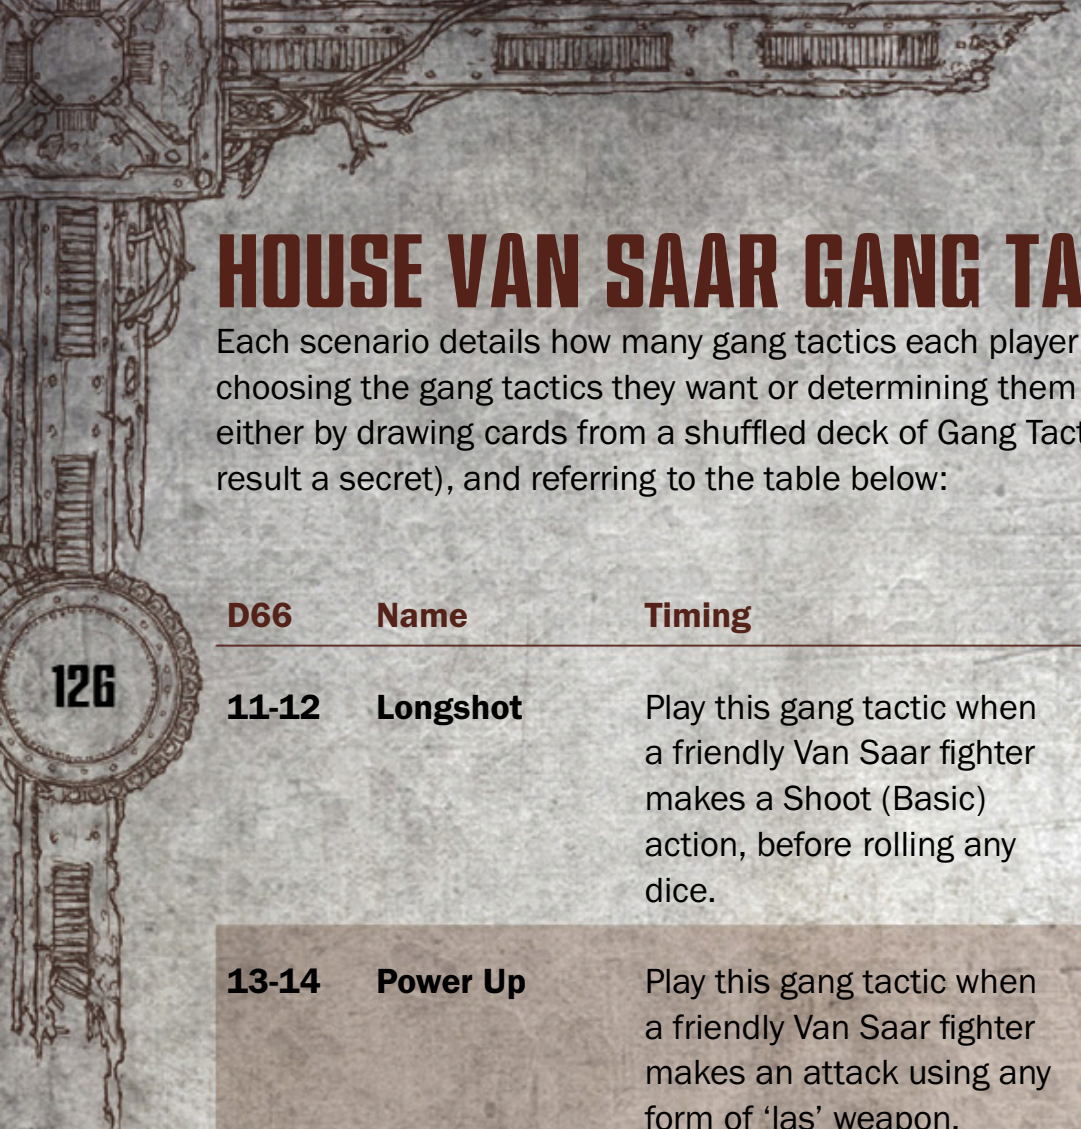 HOUSE VAN SAAR GANG TA
Each scenario details how many gang tactics each player
choosing the gang tactics they want or determining them
either by drawing cards from a shuffled deck of Gang Tact
result a secret), and referring to the table below:
D66 Name Timing
126
11-12 Longshot Play this gang tactic when
a friendly Van Saar fighter
makes a Shoot (Basic)
action, before rolling any
dice.
13-14 Power Up Play this gang tactic when
a friendly Van Saar fighter
makes an attack using any
form of ‘las’ weapon.